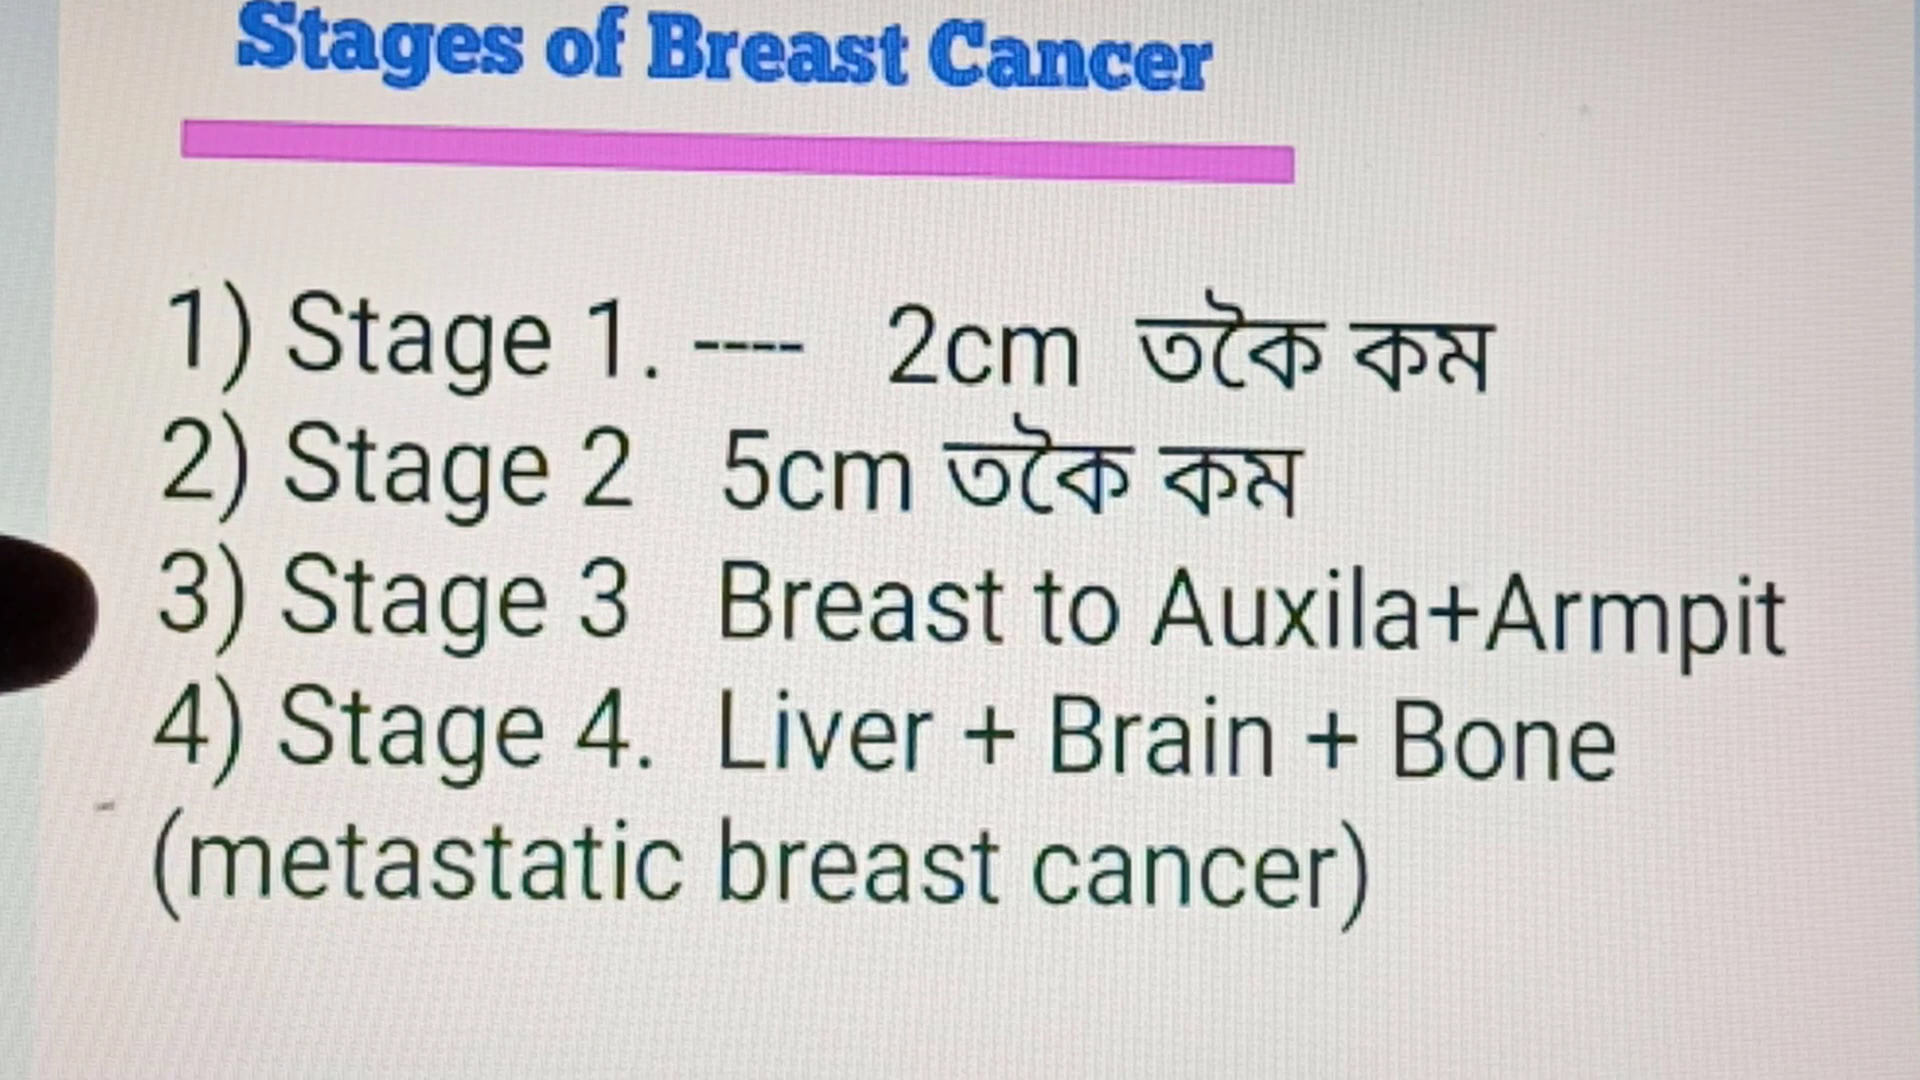 Stages of Breast Cancer
1) Stage 1. ---- 2cm তকৈ কম
2) Stage 2 5cm তকৈ কম
3) Stage 3 Breast to Auxila+Armpit
4) Stage 4. Liver + Brain + Bone
(metastatic breast cancer)